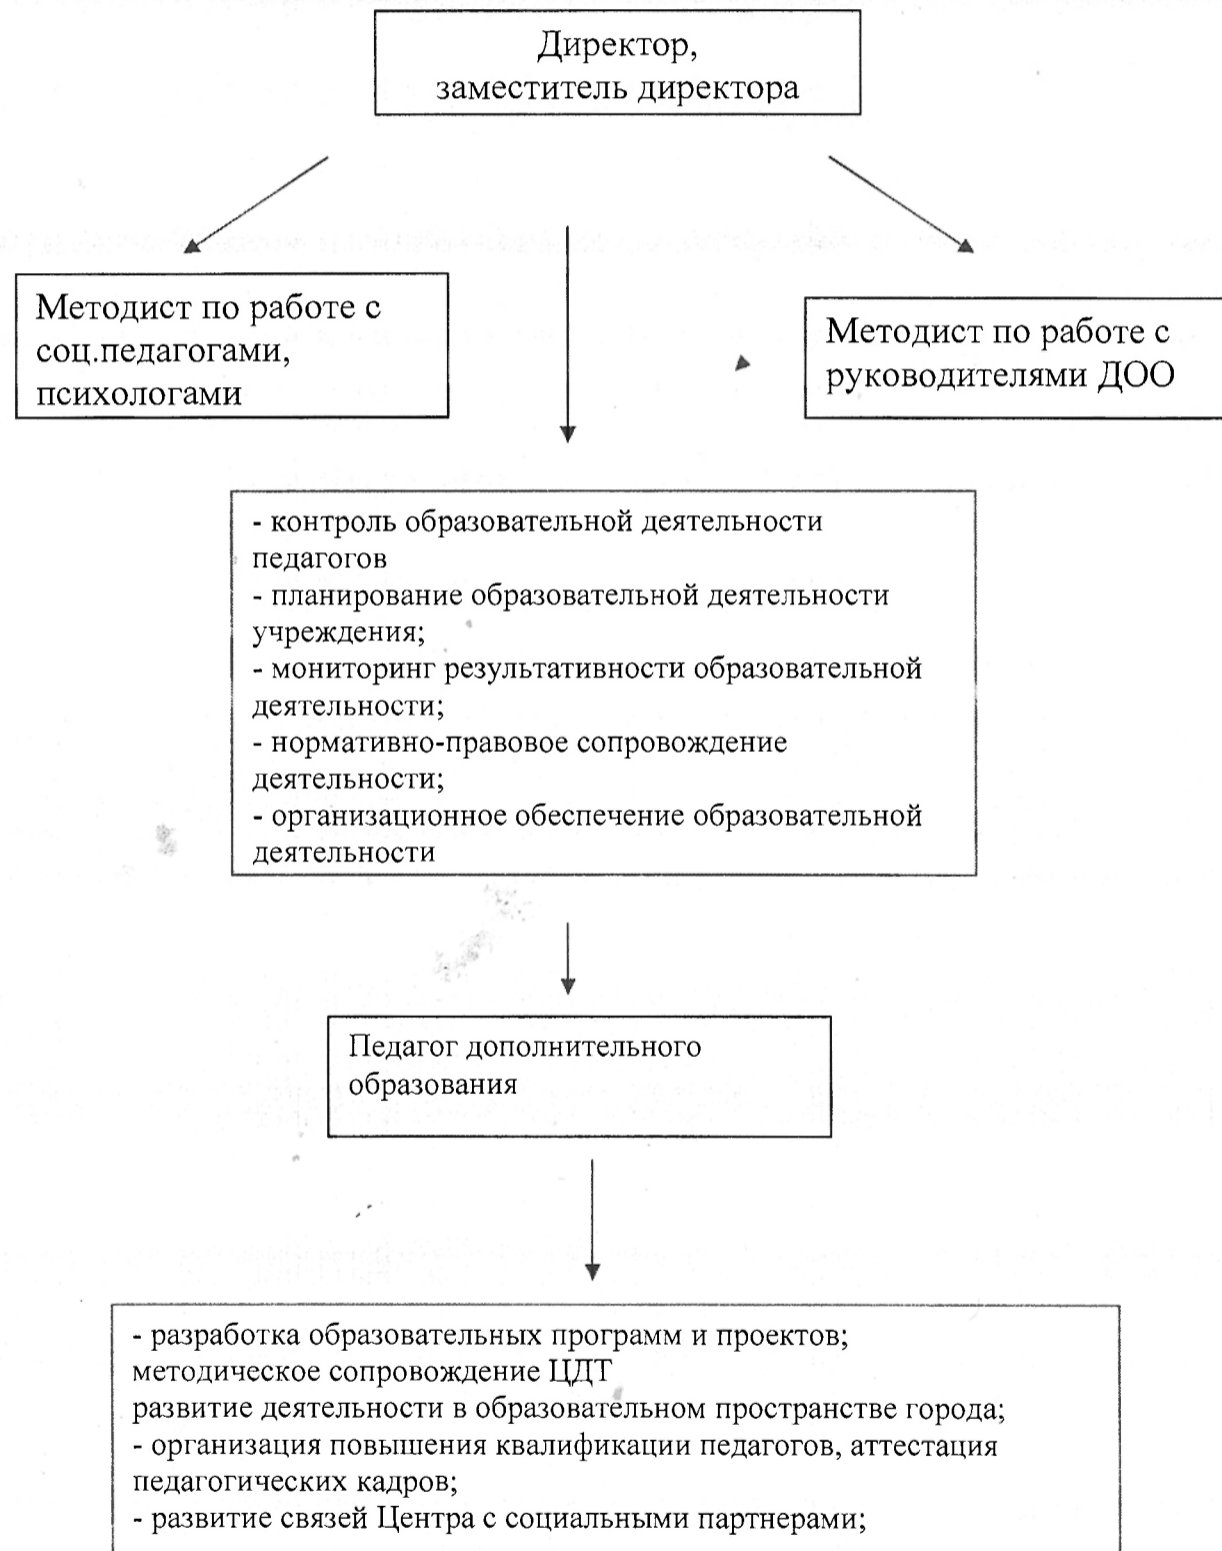 Директор,
заместитель директора
Методист по работе с
соц.педагогами,
психологами
Методист по работе с
руководителями ДОО
- контроль образовательной деятельности
педагогов
- планирование образовательной деятельности
учреждения;
- мониторинг результативности образовательной
деятельности;
- нормативно-правовое сопровождение
деятельности;
- организационное обеспечение образовательной
деятельности
Педагог дополнительного
образования
- разработка образовательных программ и проектов;
методическое сопровождение ЦДТ
развитие деятельности в образовательном пространстве города;
- организация повышения квалификации педагогов, аттестация
педагогических кадров;
- развитие связей Центра с социальными партнерами;